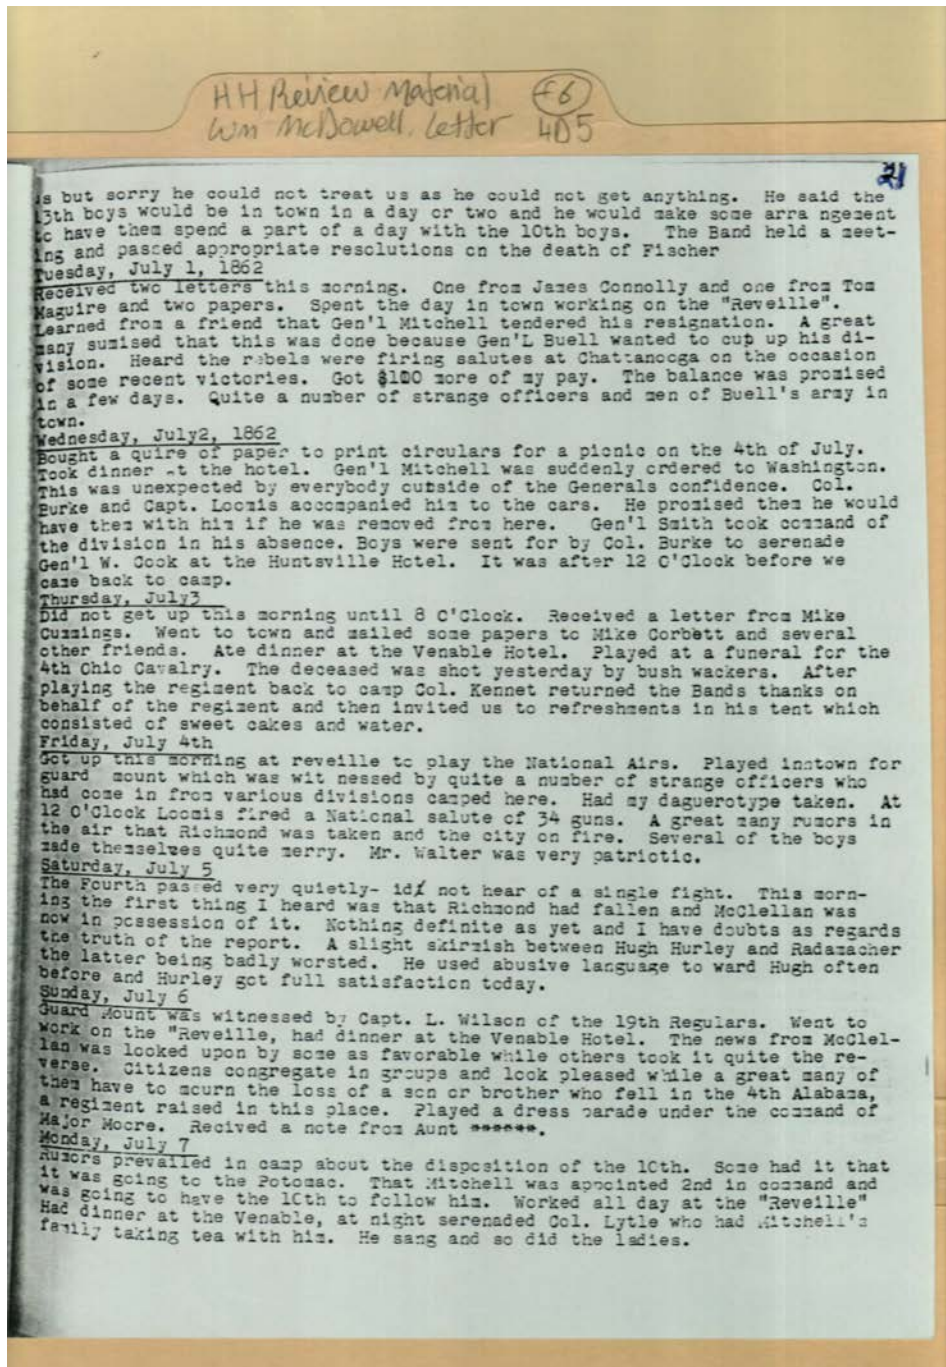 HH Review Material F6
Wm McDowell Letter 4D5
21
us but sorry he could not treat us as he could not get anything. He said the
13th boys would be in town in a day or two and he would make some arra ngement
to have them spend a part of a day with the 10th boys. The Band held a meet-
ing and passed appropriate resolutions on the death of Fischer
Tuesday, July 1, 1862
Received two letters this morning. One from James Connolly and one from Tom
Maguire and two papers. Spent the day in town working on the "Reveille".
Learned from a friend that Gen'l Mitchell tendered his resignation. A great
many sumised that this was done because Gen'L Buell wanted to cup up his di-
vision. Heard the rebels were firing salutes at Chattanooga on the occasion
of some recent victories. Got $100 more of my pay. The balance was promised
in a few days. Quite a number of strange officers and men of Buell's army in
town.
Wednesday, July2, 1862
Bought a quire of paper to print circulars for a picnic on the 4th of July.
Took dinner at the hotel. Gen'l Mitchell was suddenly ordered to Washington.
This was unexpected by everybody outside of the Generals confidence. Col.
Burke and Capt. Loomis accompanied him to the cars. He promised them he would
have them with him if he was removed from here. Gen'l Smith took command of
the division in his absence. Boys were sent for by Col. Burke to serenade
Gen'l W. Cook at the Huntsville Hotel. It was after 12 O'Clock before we
came back to camp.
Thursday, July3
Did not get up this morning until 8 O'Clock. Received a letter from Mike
Cummings. Went to town and mailed some papers to Mike Corbett and several
other friends. Ate dinner at the Venable Hotel. Played at a funeral for the
4th Ohio Cavalry. The deceased was shot yesterday by bush wackers. After
playing the regiment back to camp Col. Kennet returned the Bands thanks on
behalf of the regiment and then invited us to refreshments in his tent which
consisted of sweet cakes and water.
Friday, July 4th
Got up this morning at reveille to play the National Airs. Played inntown for
guard mount which was wit nessed by quite a number of strange officers who
had come in from various divisions camped here. Had my daguerotype taken. At
12 O'Clock Loomis fired a National salute of 34 guns. A great many rumors in
the air that Richmond was taken and the city on fire. Several of the boys
made themselves quite merry. Mr. Walter was very patriotic.
Saturday, July 5
The Fourth passed very quietly- id/ not hear of a single fight. This morn-
ing the first thing I heard was that Richmond had fallen and McClellan was
now in possession of it. Nothing definite as yet and I have doubts as regards
the truth of the report. A slight skirmish between Hugh Hurley and Radamacher
the latter being badly worsted. He used abusive language to ward Hugh often
before and Hurley got full satisfaction today.
Sunday, July 6
Guard Mount was witnessed by Capt. L. Wilson of the 19th Regulars. Went to
work on the "Reveille, had dinner at the Venable Hotel. The news from McClel-
lan was looked upon by some as favorable while others took it quite the re-
verse. Citizens congregate in groups and look pleased while a great many of
them have to mourn the loss of a son or brother who fell in the 4th Alabama,
a regiment raised in this place. Played a dress parade under the command of
Major Moore. Recived a note from Aunt ******.
Monday, July 7
Rumors prevailed in camp about the disposition of the 10th. Some had it that
it was going to the Potomac. That Mitchell was appointed 2nd in command and
was going to have the 10th to follow him. Worked all day at the "Reveille"
Had dinner at the Venable, at night serenaded Col. Lytle who had Mitchell's
family taking tea with him. He sang and so did the ladies.